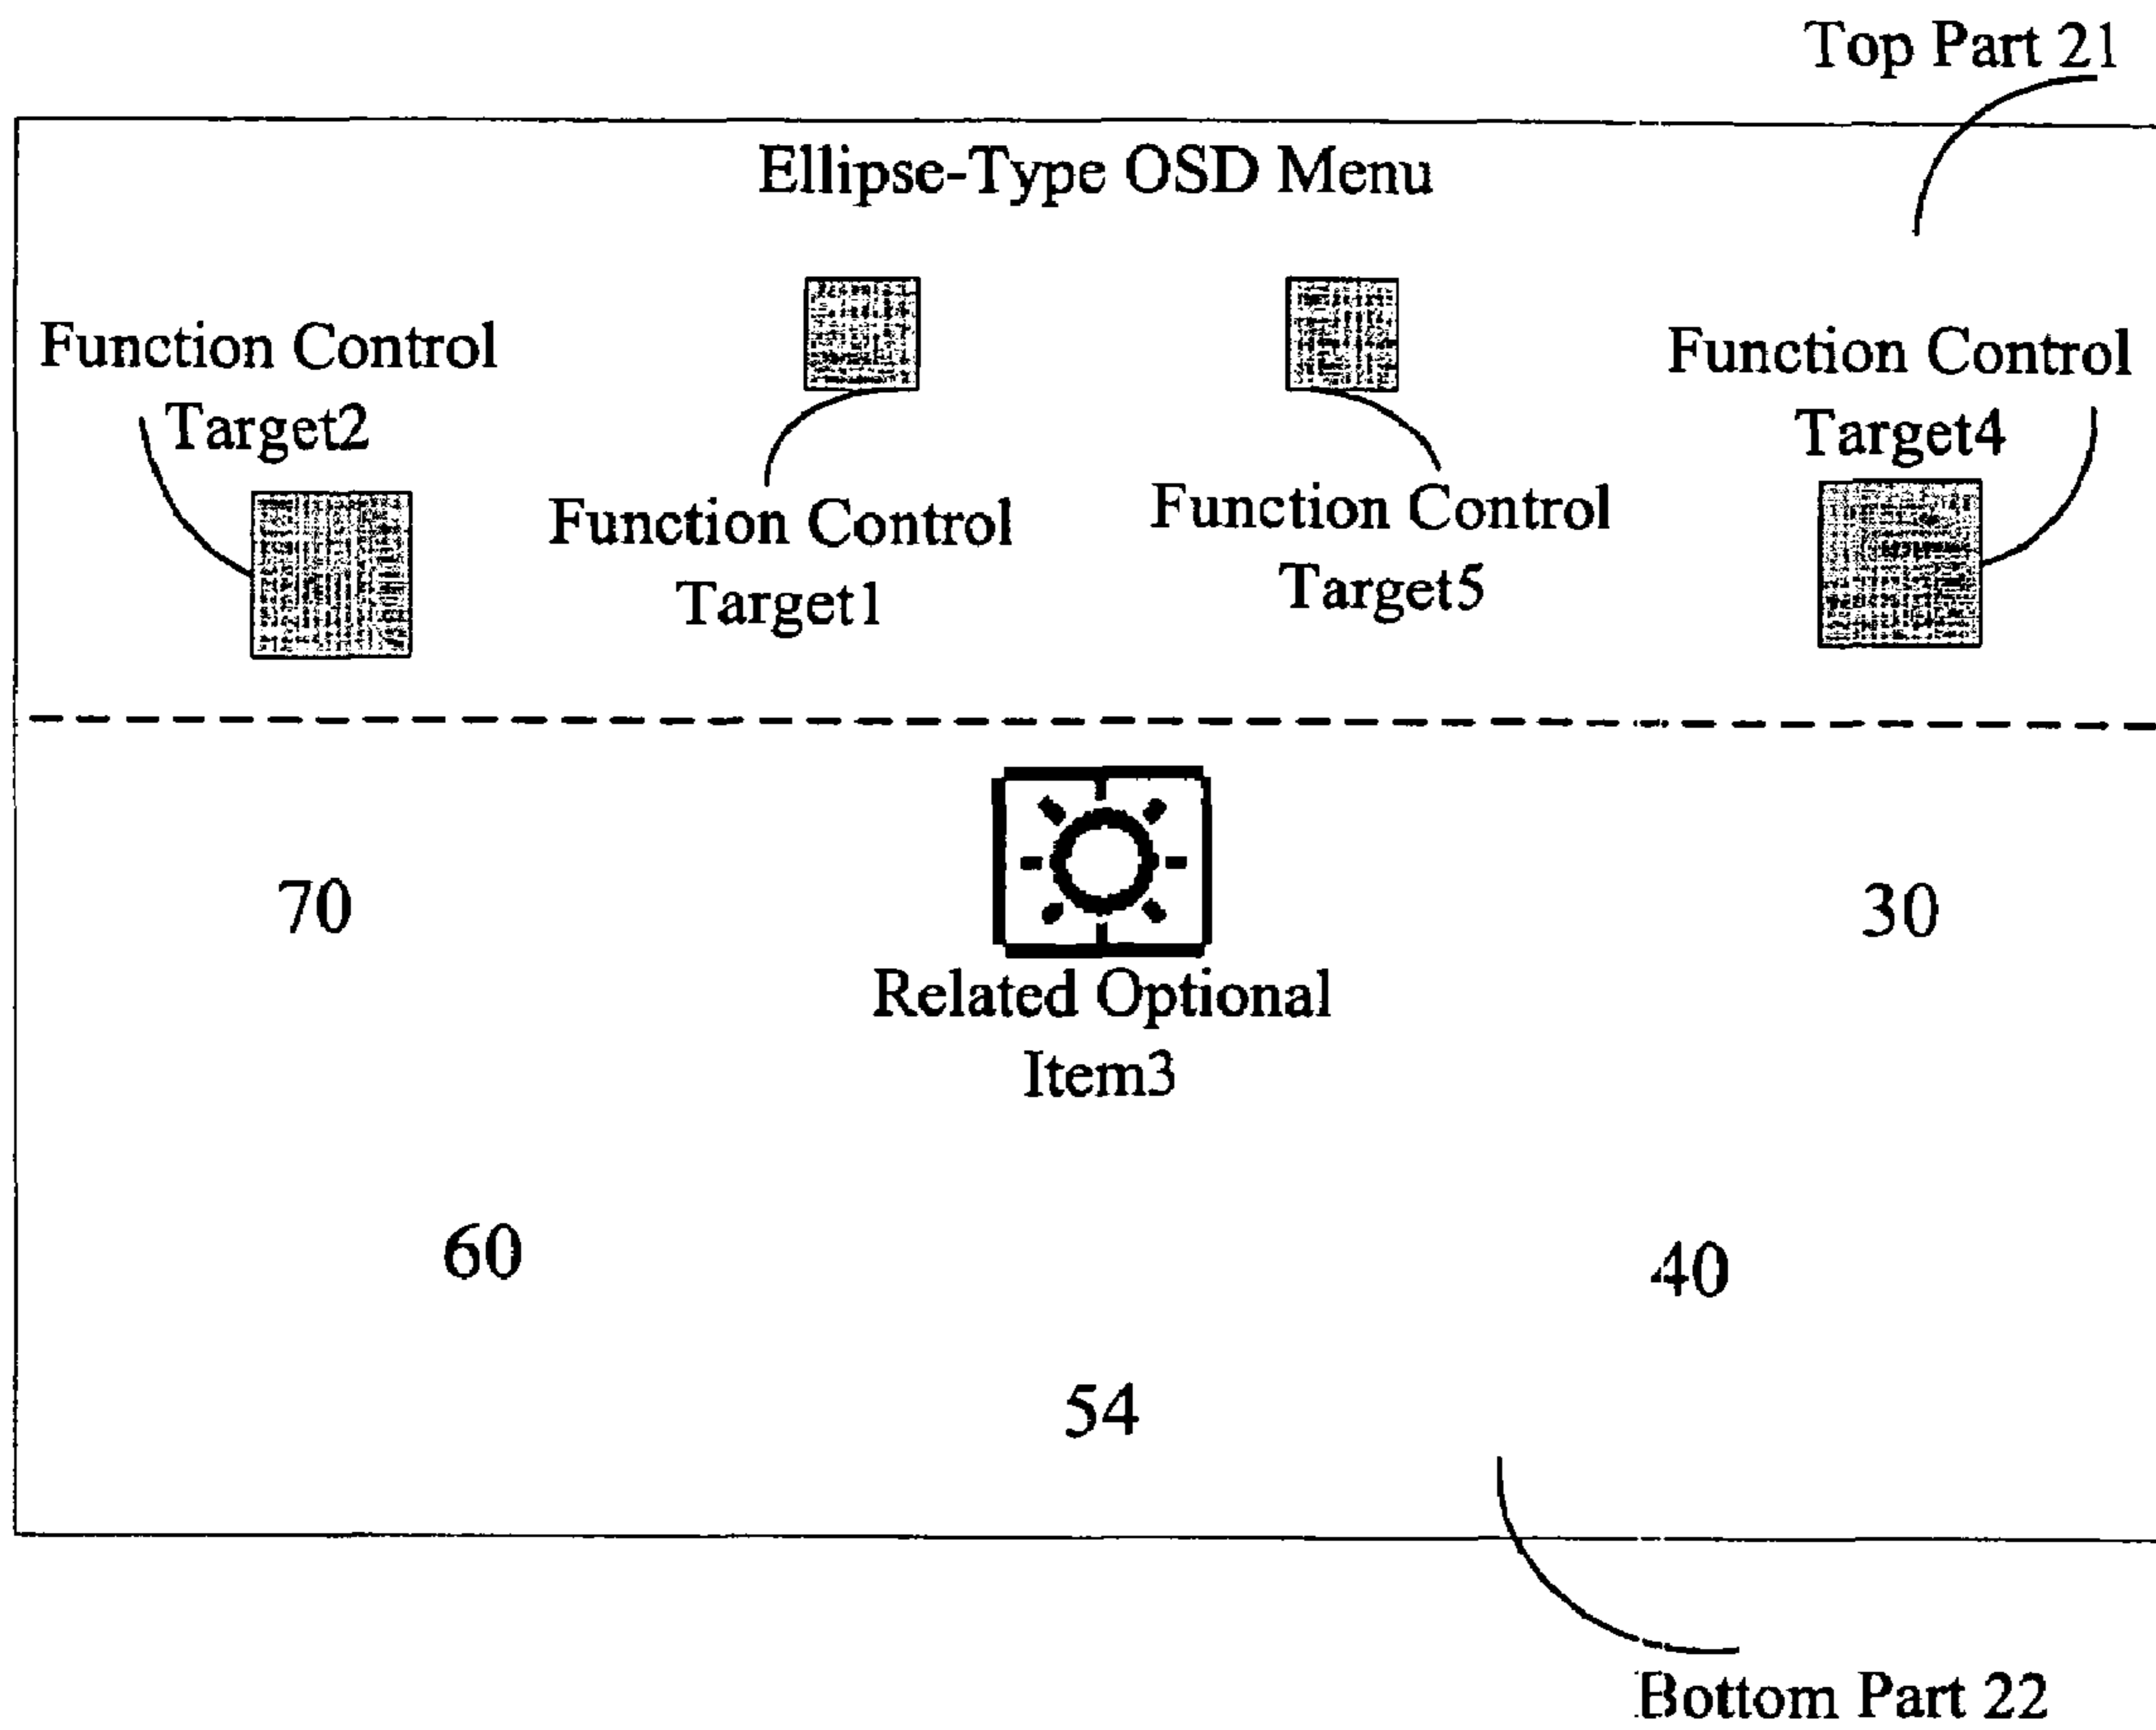 Top Part 21
Ellipse-Type OSD Menu
Function Control
Target2
Function Control
Target1
Function Control
Target5
Function Control
Target4
70
30
Related Optional
Item3
60
40
54
Bottom Part 22